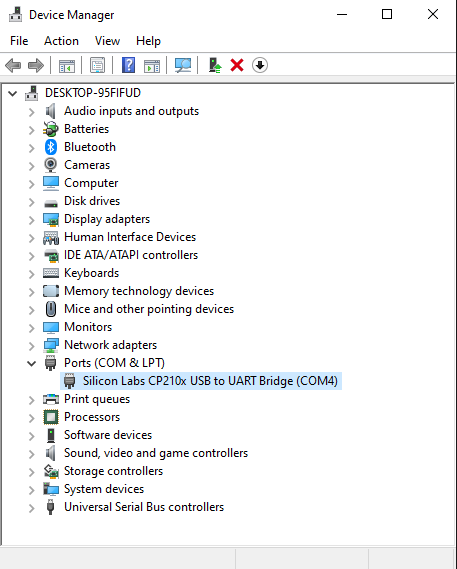 Device Manager
File Action View Help
DESKTOP-95FIFUD
Audio inputs and outputs
Batteries
Bluetooth
Cameras
Computer
Disk drives
Display adapters
Human Interface Devices
IDE ATA/ATAPI controllers
Keyboards
Memory technology devices
Mice and other pointing devices
Monitors
Network adapters
Ports (COM & LPT)
Silicon Labs CP210x USB to UART Bridge (COM4)
Print queues
Processors
Software devices
Sound, video and game controllers
Storage controllers
System devices
Universal Serial Bus controllers